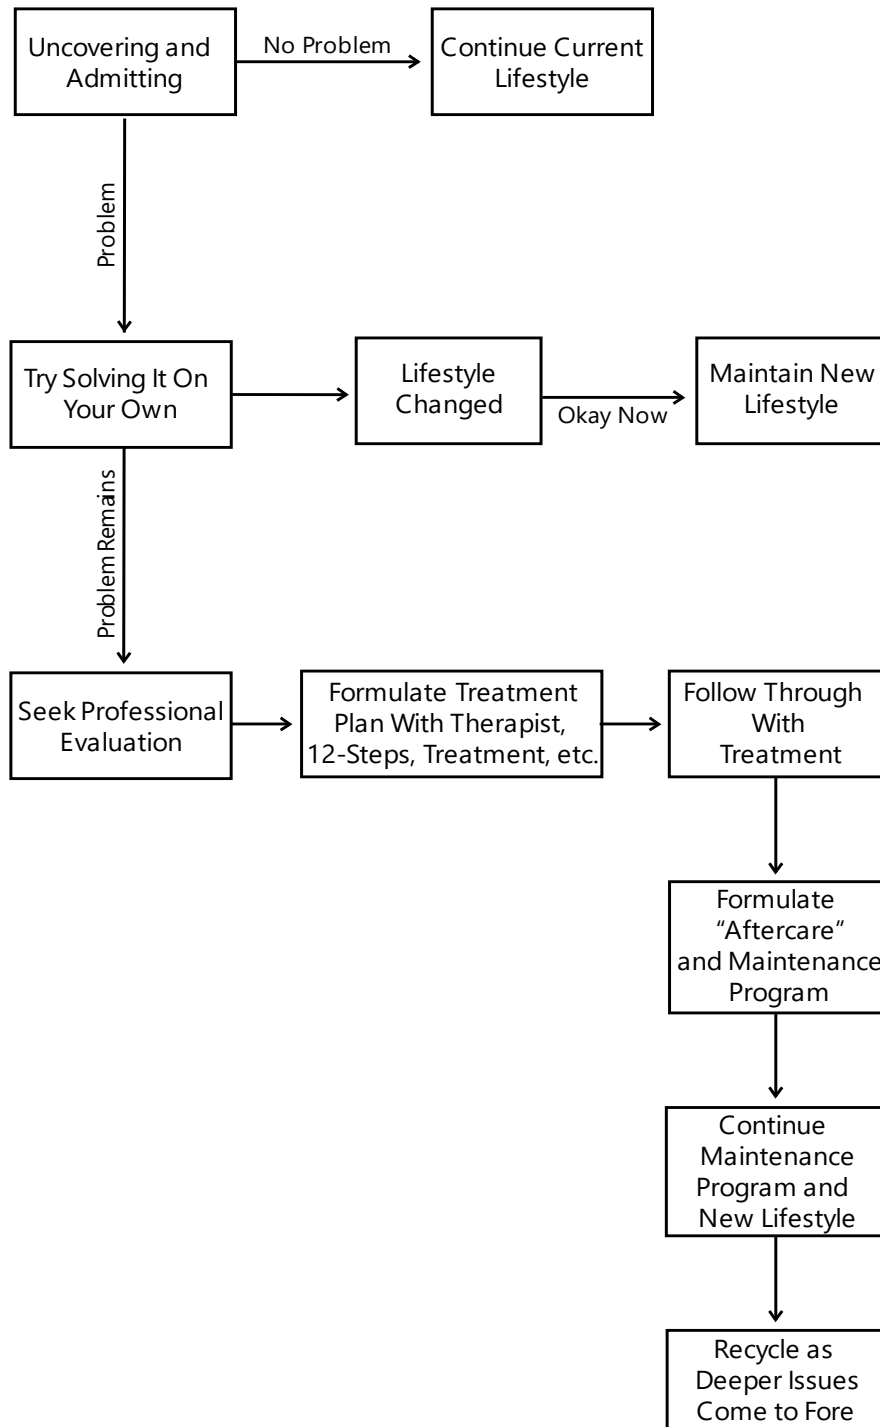 Uncovering and
Admitting
No Problem
Continue Current
Lifestyle
Problem
Try Solving It On
Your Own
Lifestyle
Changed
Okay Now
Maintain New
Lifestyle
Problem Remains
Seek Professional
Evaluation
Formulate Treatment
Plan With Therapist,
12-Steps, Treatment, etc.
Follow Through
With
Treatment
Formulate
“Aftercare”
and Maintenance
Program
Continue
Maintenance
Program and
New Lifestyle
Recycle as
Deeper Issues
Come to Fore